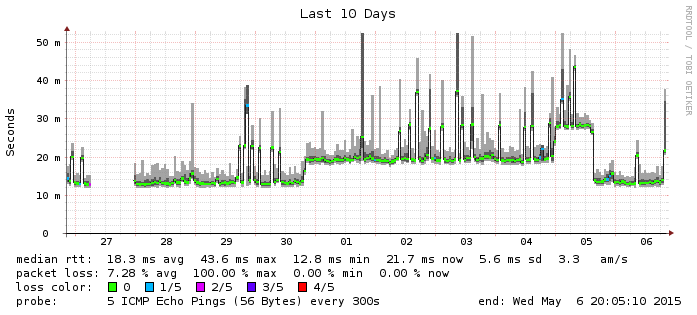 Last 10 Days
RRDTOOL / TOBI OETIKER
Seconds
50 m
40 m
30 m
20 m
10 m
0
27 28 29 30 01 02 03 04 05 06
median rtt: 18.3 ms avg 43.6 ms max 12.8 ms min 21.7 ms now 5.6 ms sd 3.3 am/s
packet loss: 7.28 % avg 100.00 % max 0.00 % min 0.00 % now
loss color: 0 1/5 2/5 3/5 4/5
probe: 5 ICMP Echo Pings (56 Bytes) every 300s end: Wed May 6 20:05:10 2015